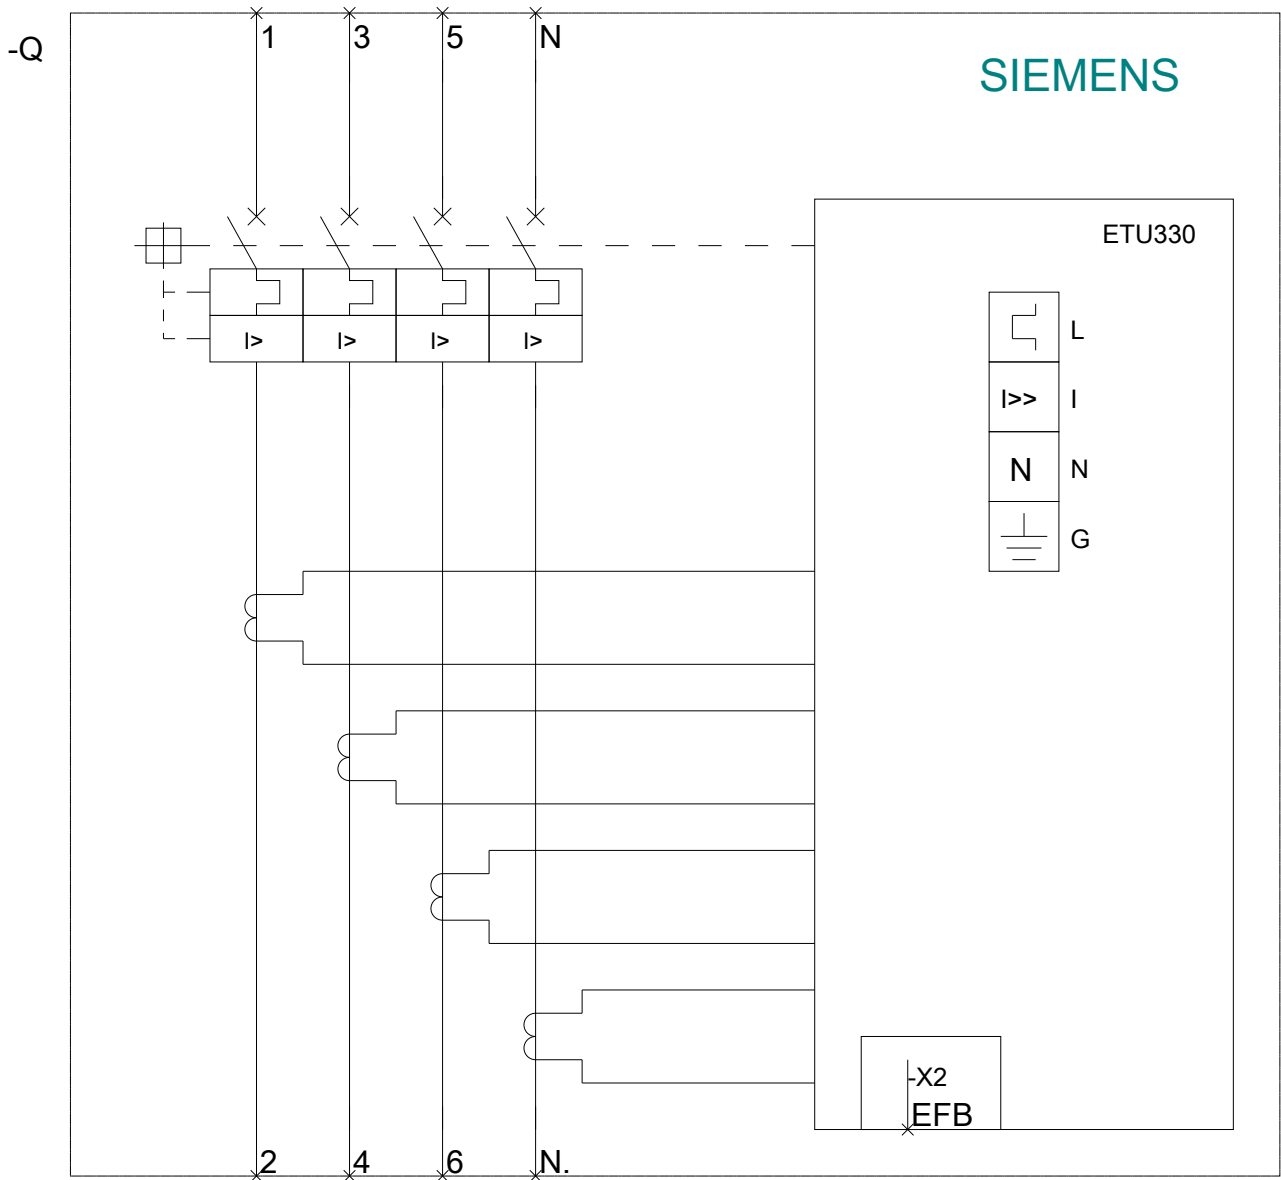 1 3 5 N
-Q
SIEMENS
ETU330
L
I> I> I> I>
I>> I
N N
G
-X2
EFB
2 4 6 N.